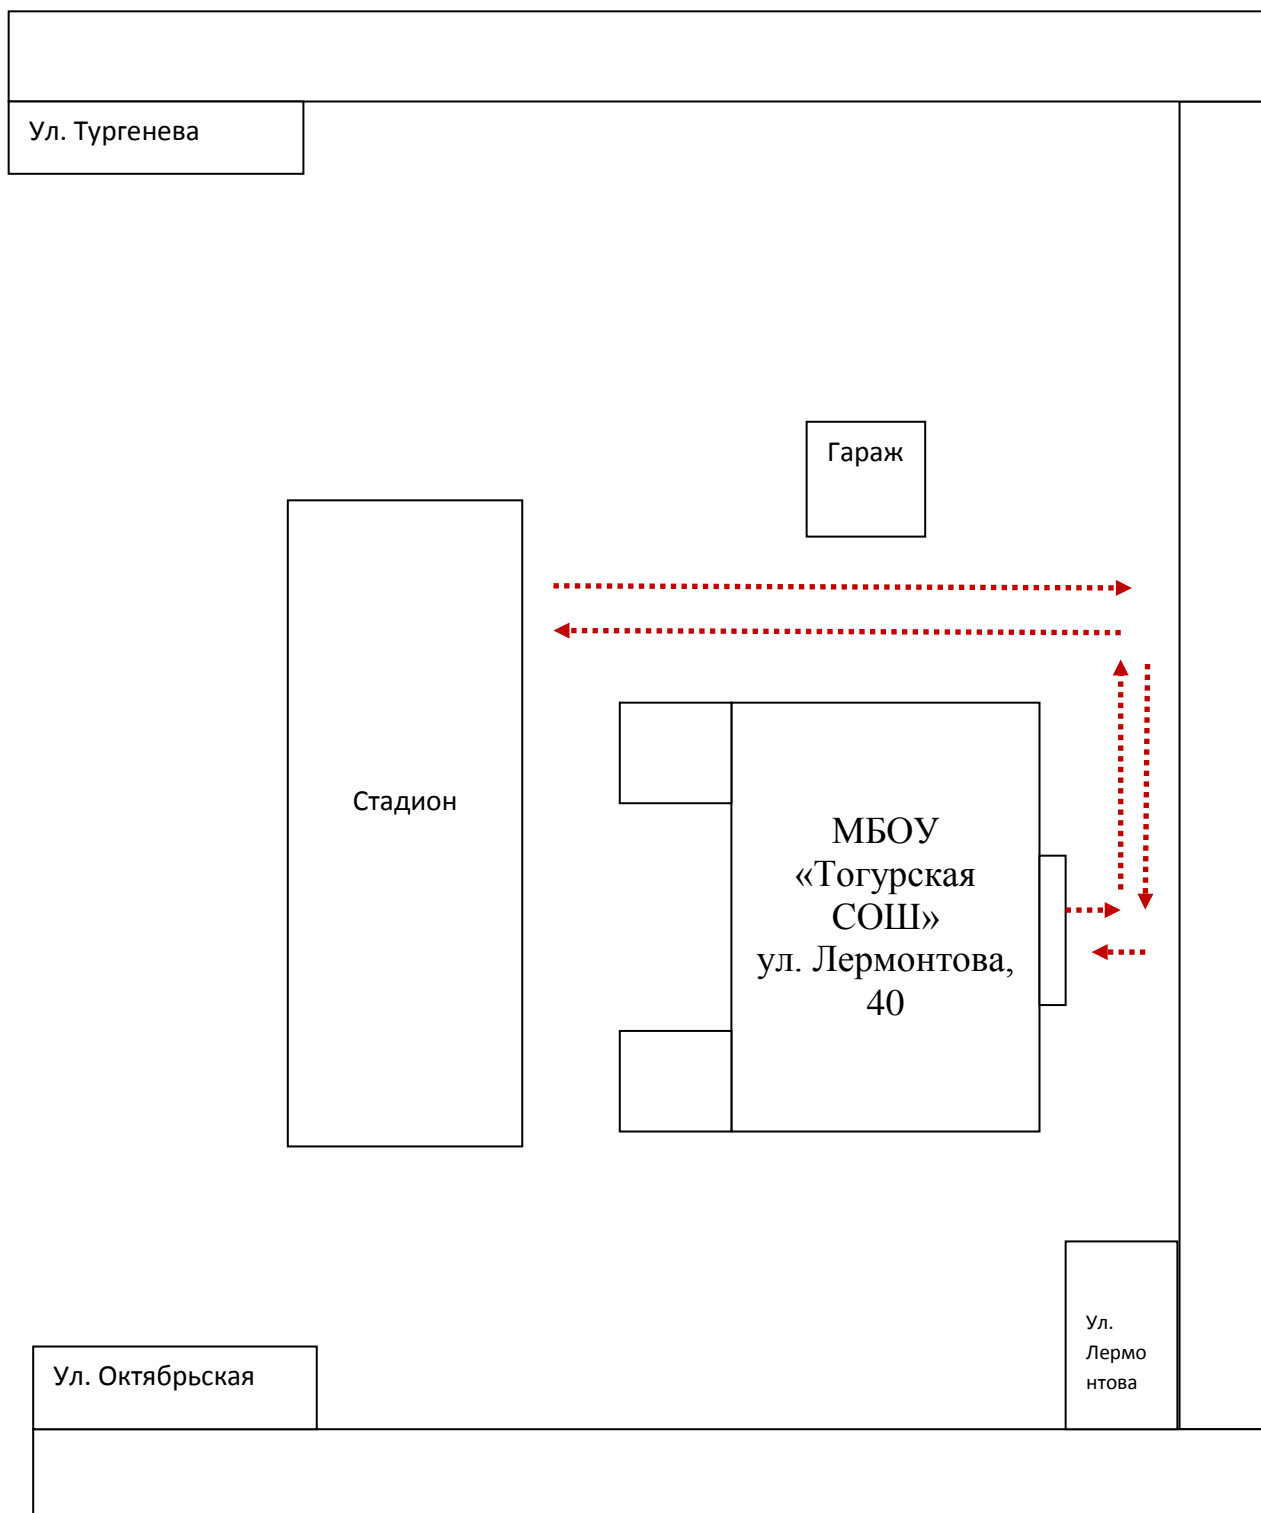 Ул. Тургенева
Гараж
Стадион
МБОУ
«Тогурская
СОШ»
ул. Лермонтова,
40
Ул.
Лермо
нтова
Ул. Октябрьская